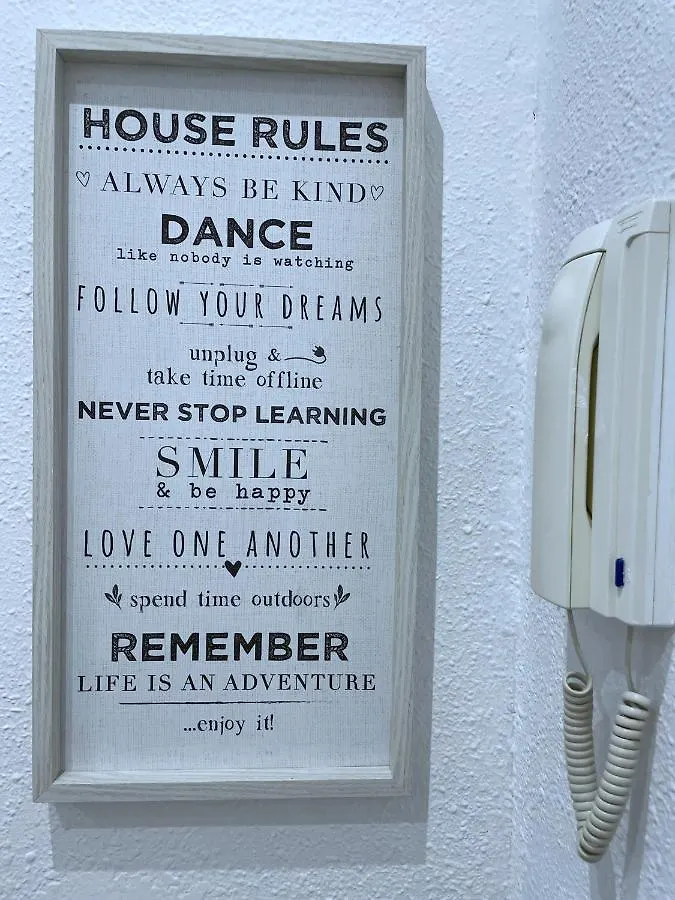 HOUSE RULES
ALWAYS BE KIND
DANCE
like nobody is watching
FOLLOW YOUR DREAMS
unplug &
take time offline
NEVER STOP LEARNING
SMILE
& be happy
LOVE ONE ANOTHER
spend time outdoors
REMEMBER
LIFE IS AN ADVENTURE
...enjoy it!